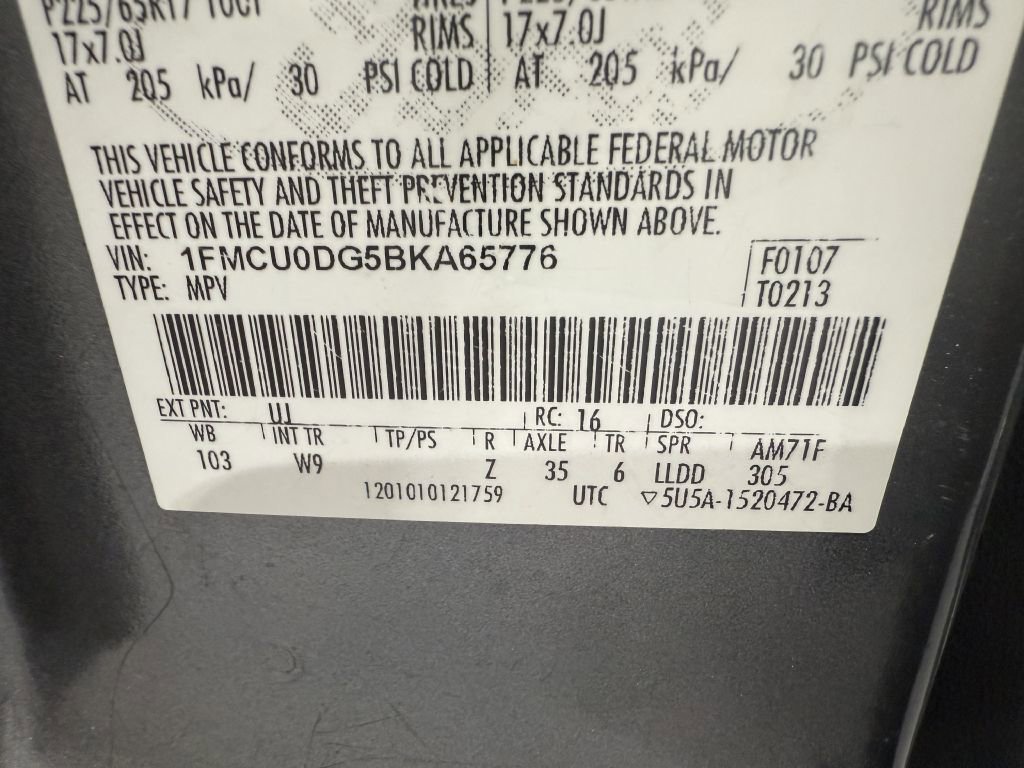 P225/65R17 100T
RIMS 17x7.0J RIMS
17x7.0J
AT 205 kPa/ 30 PSI COLD AT 205 kPa/ 30 PSI COLD
THIS VEHICLE CONFORMS TO ALL APPLICABLE FEDERAL MOTOR
VEHICLE SAFETY AND THEFT PREVENTION STANDARDS IN
EFFECT ON THE DATE OF MANUFACTURE SHOWN ABOVE.
VIN: 1FMCU0DG5BKA65776 F0107
TYPE: MPV T0213
EXT PNT: UJ RC: 16 DSO:
WB INT TR TP/PS R AXLE TR SPR AM71F
103 W9 Z 35 6 LLDD 305
1201010121759 UTC ▽5U5A-1520472-BA